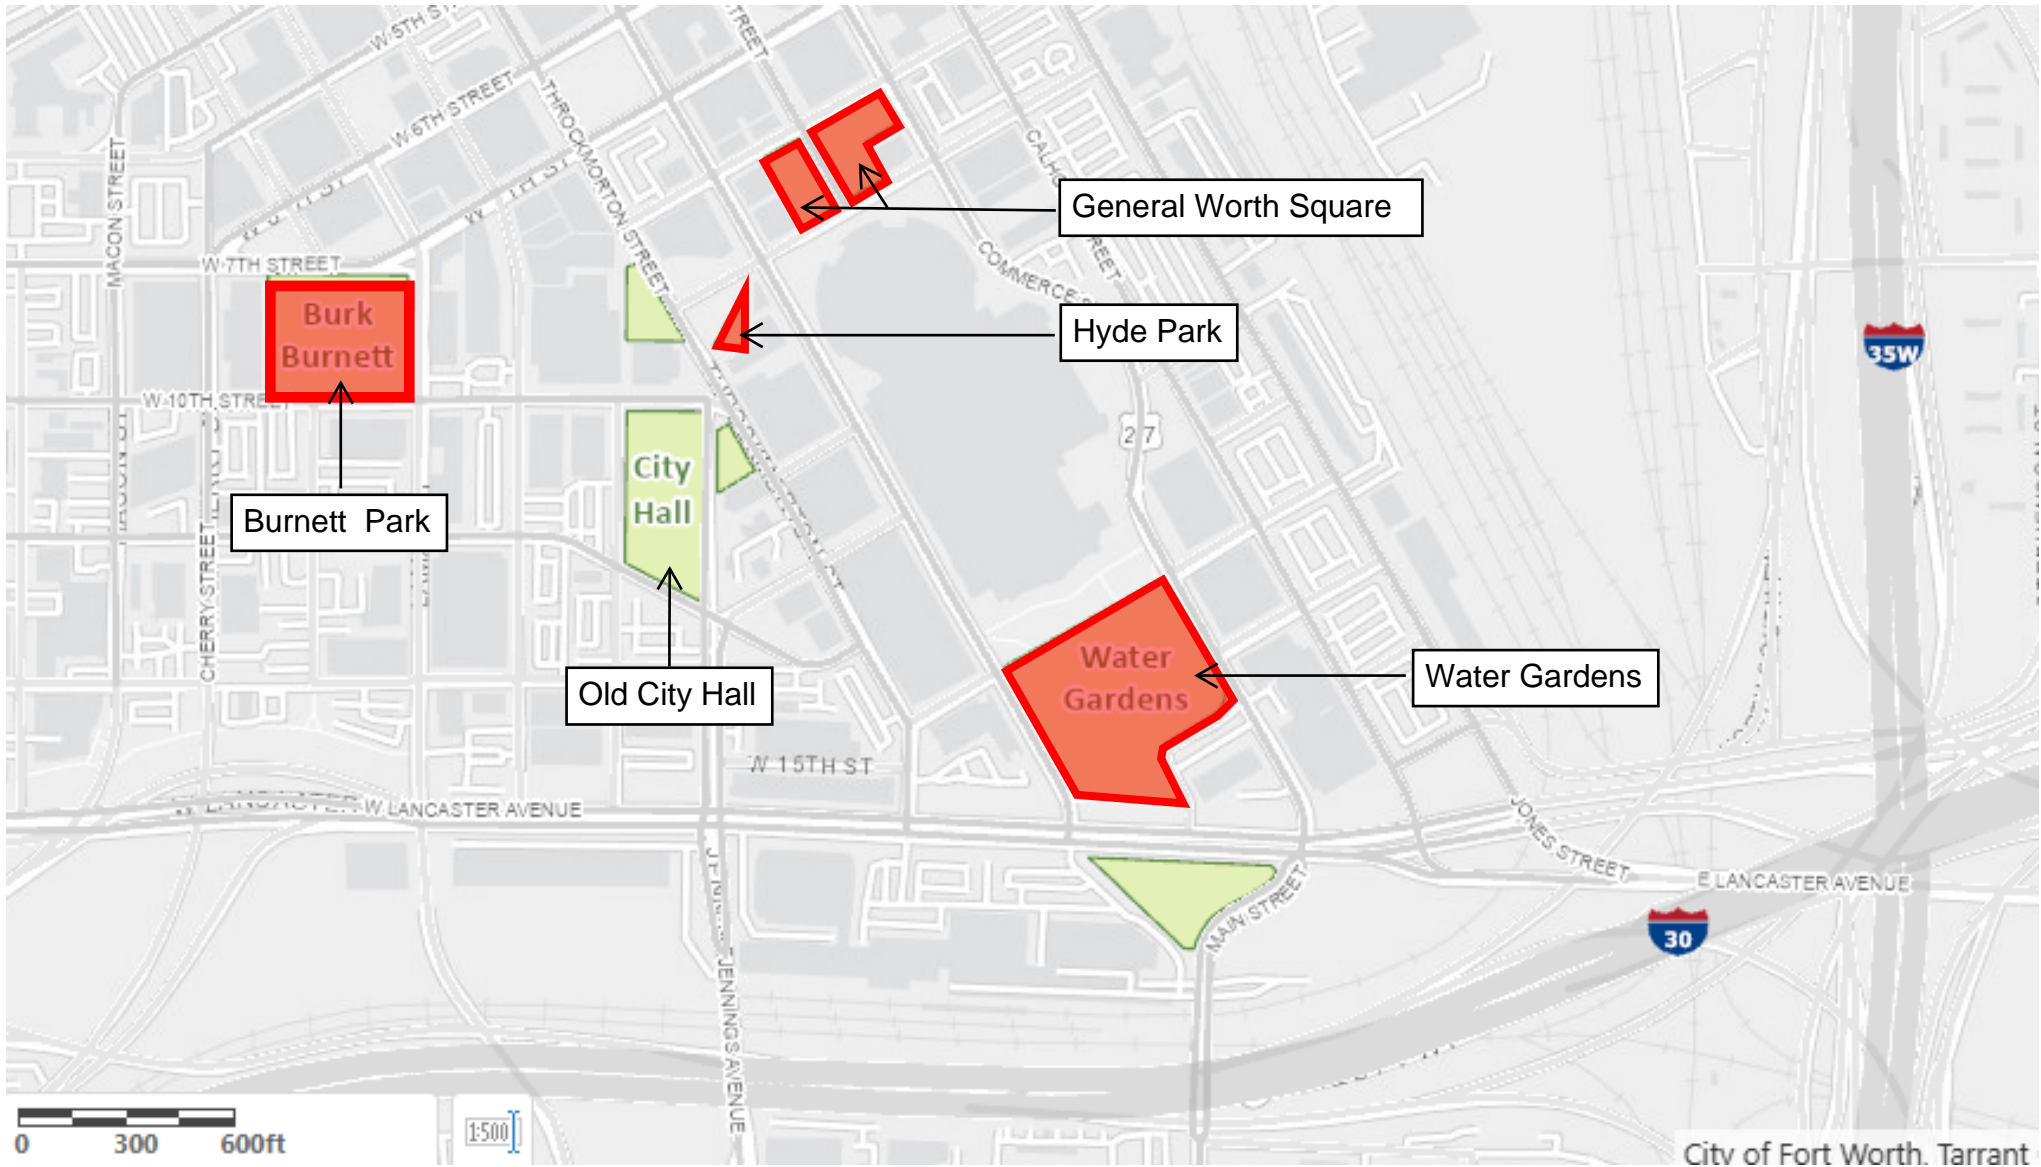 W 5TH ST
TREET
W 6TH STREET
THROCKMORTON STREET
MACON STREET
General Worth Square
COMMERCE
W 7TH STREET
Burk
Burnett
Hyde Park
35W
W 10TH STREET
City
Hall
Burnett  Park
CHERRY STREET
Water
Gardens
Water Gardens
Old City Hall
W 15TH ST
W LANCASTER AVENUE
JONES STREET
E LANCASTER AVENUE
MAIN STREET
30
JENNINGS AVENUE
0
300
600ft
1:500
City of Fort Worth, Tarrant